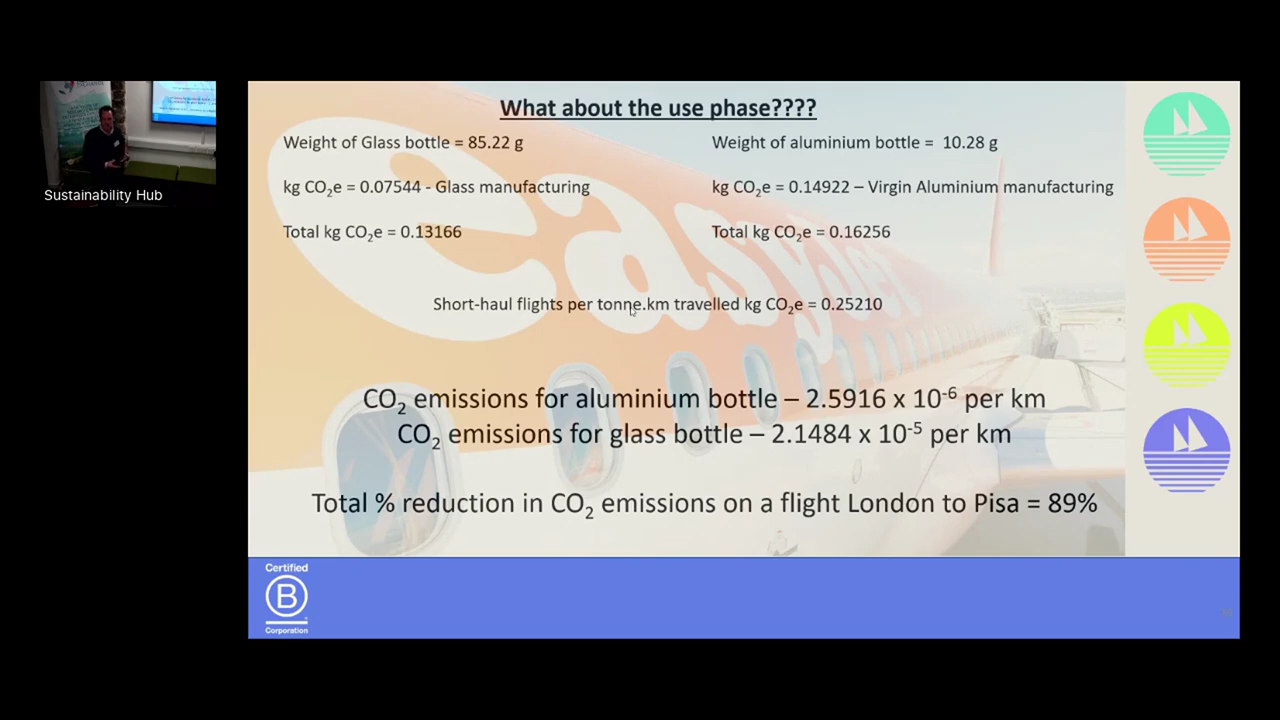 What about the use phase????
Weight of Glass bottle = 85.22 g
Weight of aluminium bottle = 10.28 g
kg CO₂e = 0.07544 - Glass manufacturing
kg CO₂e = 0.14922 – Virgin Aluminium manufacturing
Total kg CO₂e = 0.13166
Total kg CO₂e = 0.16256
Short-haul flights per tonne.km travelled kg CO₂e = 0.25210
CO₂ emissions for aluminium bottle – 2.5916 x 10⁻⁶ per km
CO₂ emissions for glass bottle – 2.1484 x 10⁻⁵ per km
Total % reduction in CO₂ emissions on a flight London to Pisa = 89%
easyJet
Sustainability Hub
Certified
B
Corporation